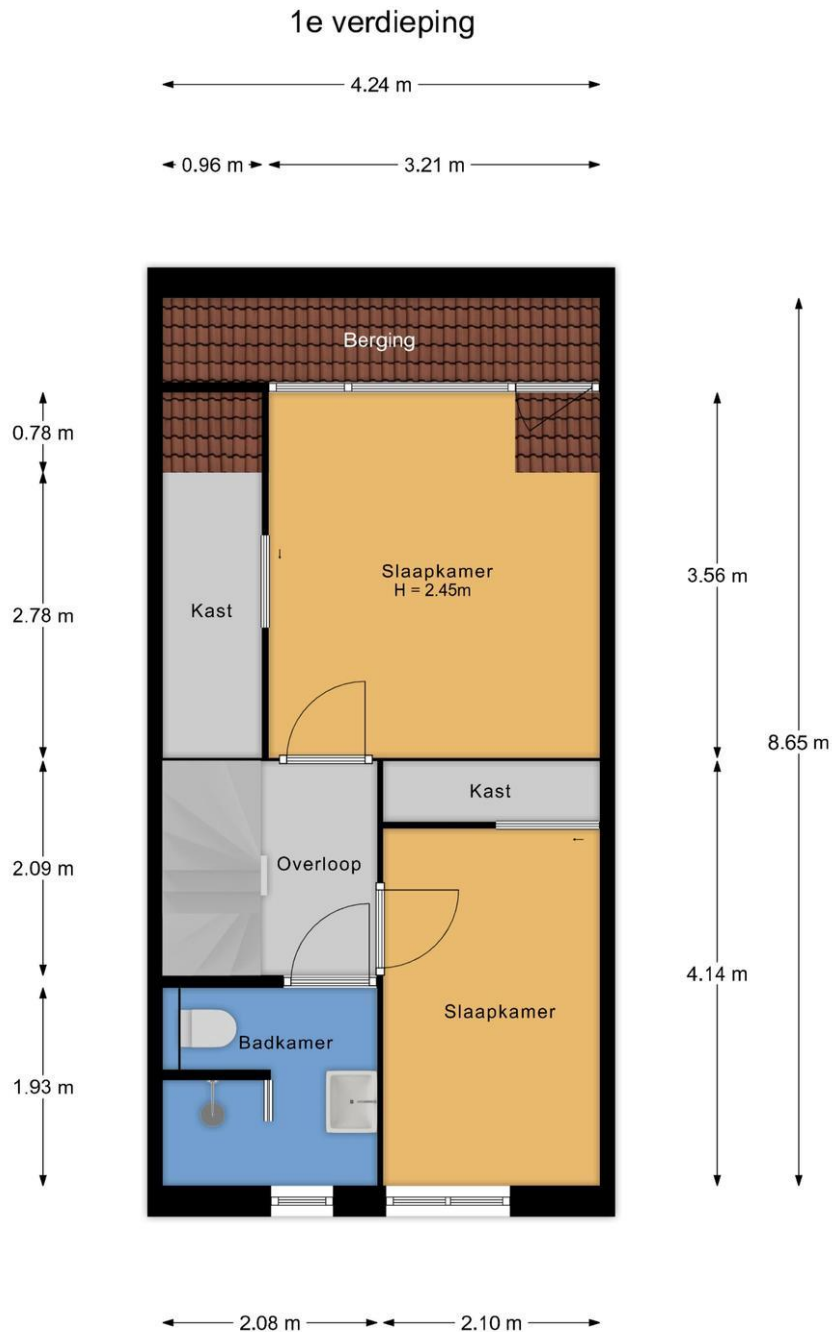 1e verdieping
4.24 m
0.96 m
3.21 m
Berging
0.78 m
Slaapkamer
H = 2.45m
3.56 m
Kast
2.78 m
8.65 m
Kast
Overloop
2.09 m
4.14 m
Slaapkamer
Badkamer
1.93 m
2.08 m
2.10 m